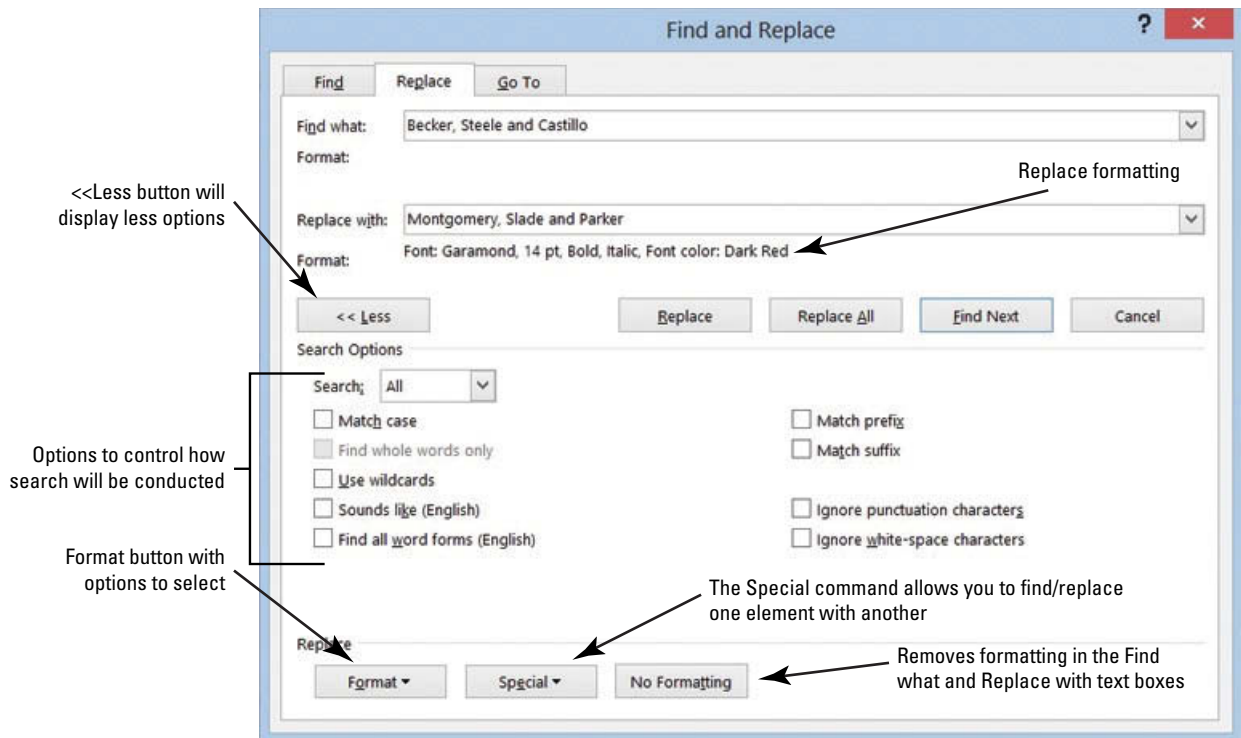 Find and Replace
?
Find
Replace
Go To
Find what:
Becker, Steele and Castillo
Format:
Replace formatting
<<Less button will
display less options
Replace with:
Montgomery, Slade and Parker
Format:
Font: Garamond, 14 pt, Bold, Italic, Font color: Dark Red
<< Less
Replace
Replace All
Find Next
Cancel
Search Options
Search:
All
Match case
Match prefix
Find whole words only
Match suffix
Options to control how
search will be conducted
Use wildcards
Sounds like (English)
Ignore punctuation characters
Find all word forms (English)
Ignore white-space characters
Format button with
options to select
The Special command allows you to find/replace
one element with another
Replace
Removes formatting in the Find
what and Replace with text boxes
Format
Special
No Formatting